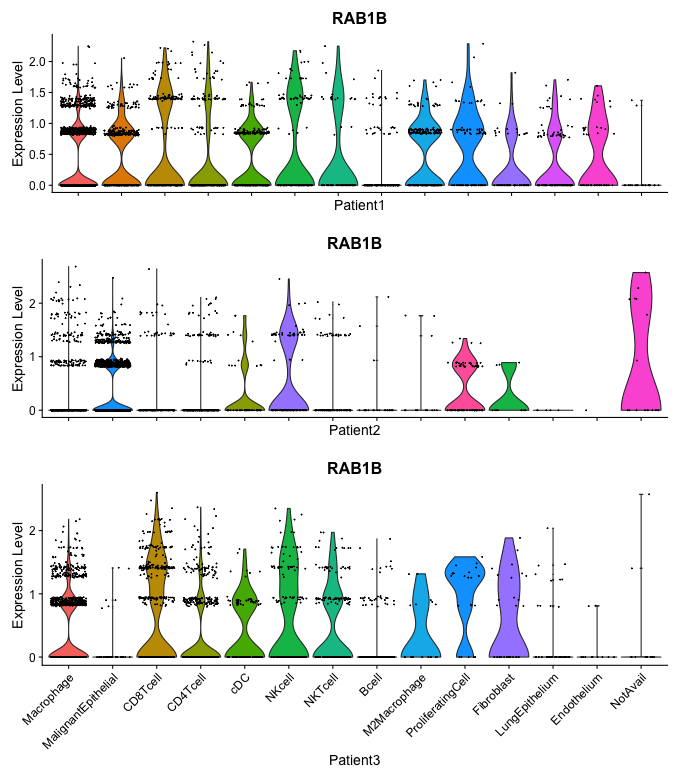 RAB1B
Expression Level
2.0
1.5
1.0
0.5
0.0
Patient1
RAB1B
Expression Level
2
1
0
Patient2
RAB1B
Expression Level
2
1
0
Macrophage
MalignantEpithelial
CD8Tcell
CD4Tcell
cDC
NKcell
NKTcell
Bcell
M2Macrophage
ProliferatingCell
Fibroblast
LungEpithelium
Endothelium
NotAvail
Patient3